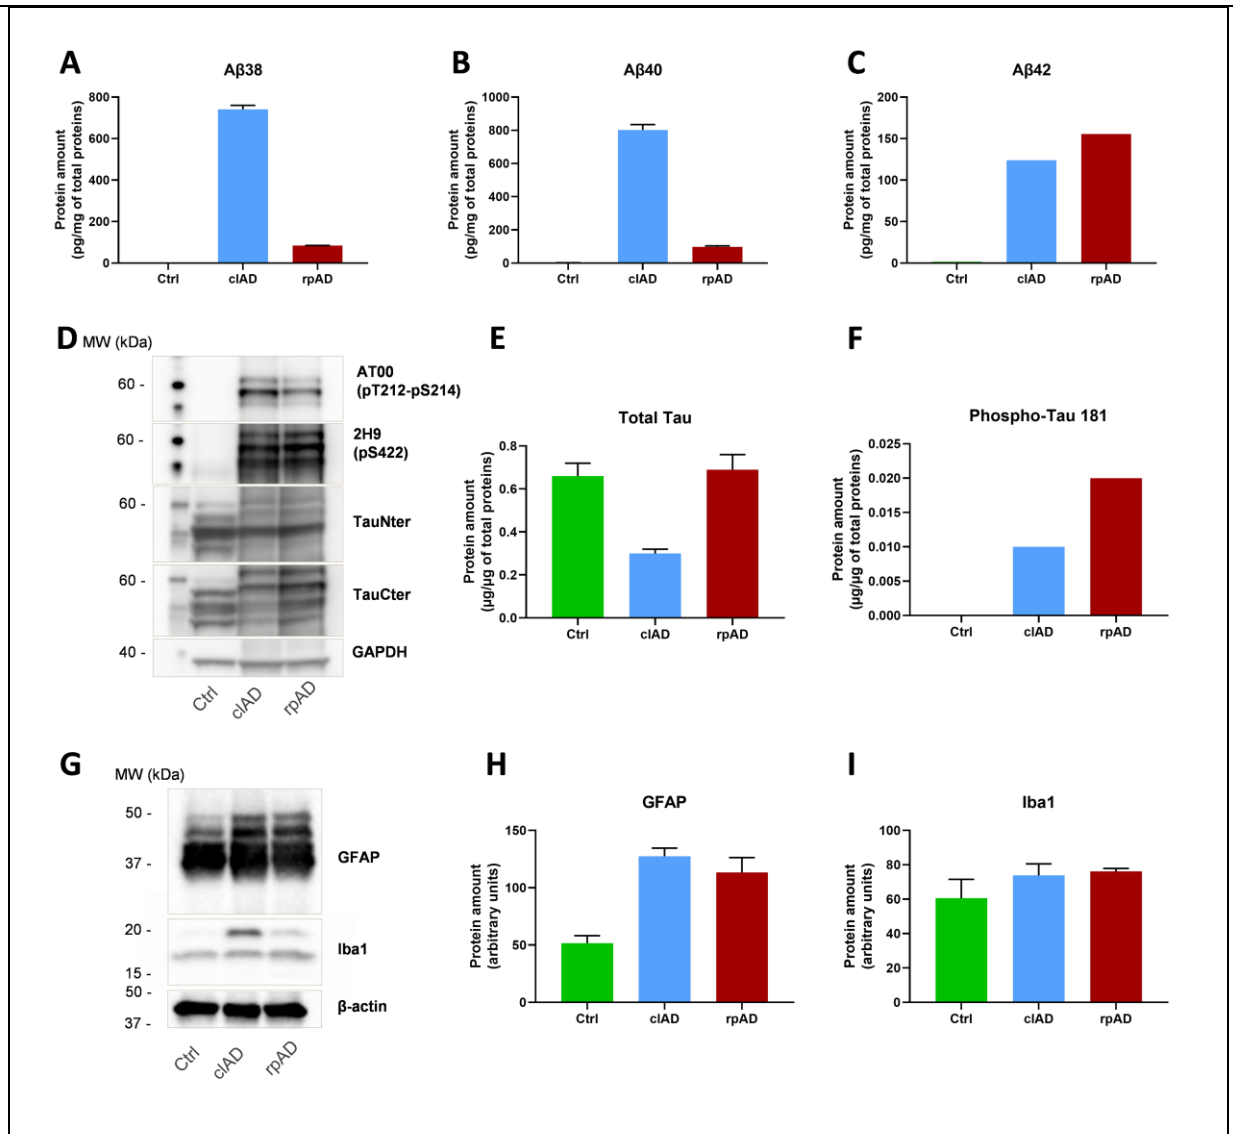 A
Aβ38
Protein amount
(pg/mg of total proteins)
800
600
400
200
0
Ctrl clAD rpAD
B
Aβ40
Protein amount
(pg/mg of total proteins)
1000
800
600
400
200
0
Ctrl clAD rpAD
C
Aβ42
Protein amount
(pg/mg of total proteins)
200
150
100
50
0
Ctrl clAD rpAD
D MW (kDa)
60 -
AT00
(pT212-pS214)
60 -
2H9
(pS422)
60 -
TauNter
60 -
TauCter
40 -
GAPDH
Ctrl clAD rpAD
E
Total Tau
Protein amount
(µg/µg of total proteins)
0.8
0.6
0.4
0.2
0.0
Ctrl clAD rpAD
F
Phospho-Tau 181
Protein amount
(µg/µg of total proteins)
0.025
0.020
0.015
0.010
0.005
0.000
Ctrl clAD rpAD
G
MW (kDa)
50 -
37 -
GFAP
20 -
Iba1
15 -
50 -
β-actin
37 -
Ctrl clAD rpAD
H
GFAP
Protein amount
(arbitrary units)
150
100
50
0
Ctrl clAD rpAD
I
Iba1
Protein amount
(arbitrary units)
100
80
60
40
20
0
Ctrl clAD rpAD